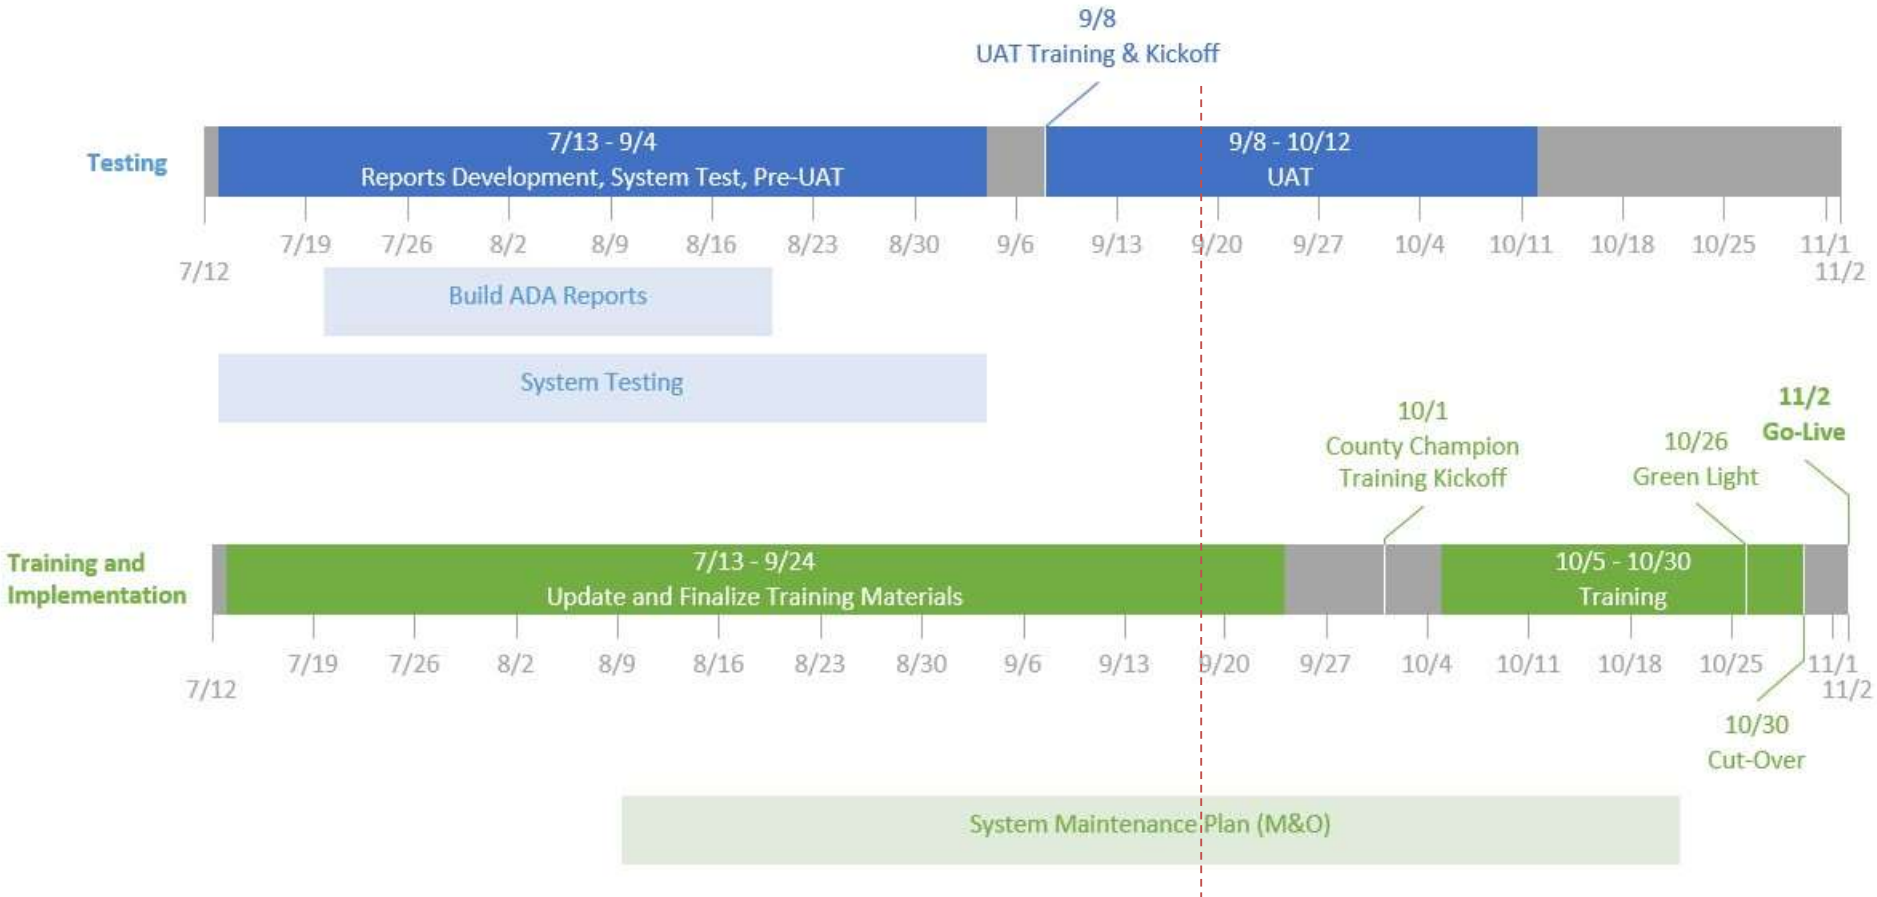 9/8
UAT Training & Kickoff
Testing
7/13 - 9/4
Reports Development, System Test, Pre-UAT
9/8 - 10/12
UAT
7/19 7/26 8/2 8/9 8/16 8/23 8/30 9/6 9/13 9/20 9/27 10/4 10/11 10/18 10/25 11/1
7/12 11/2
Build ADA Reports
System Testing
10/1
County Champion
Training Kickoff
10/26
Green Light
11/2
Go-Live
Training and
Implementation
7/13 - 9/24
Update and Finalize Training Materials
10/5 - 10/30
Training
7/19 7/26 8/2 8/9 8/16 8/23 8/30 9/6 9/13 9/20 9/27 10/4 10/11 10/18 10/25 11/1
7/12 11/2
10/30
Cut-Over
System Maintenance Plan (M&O)